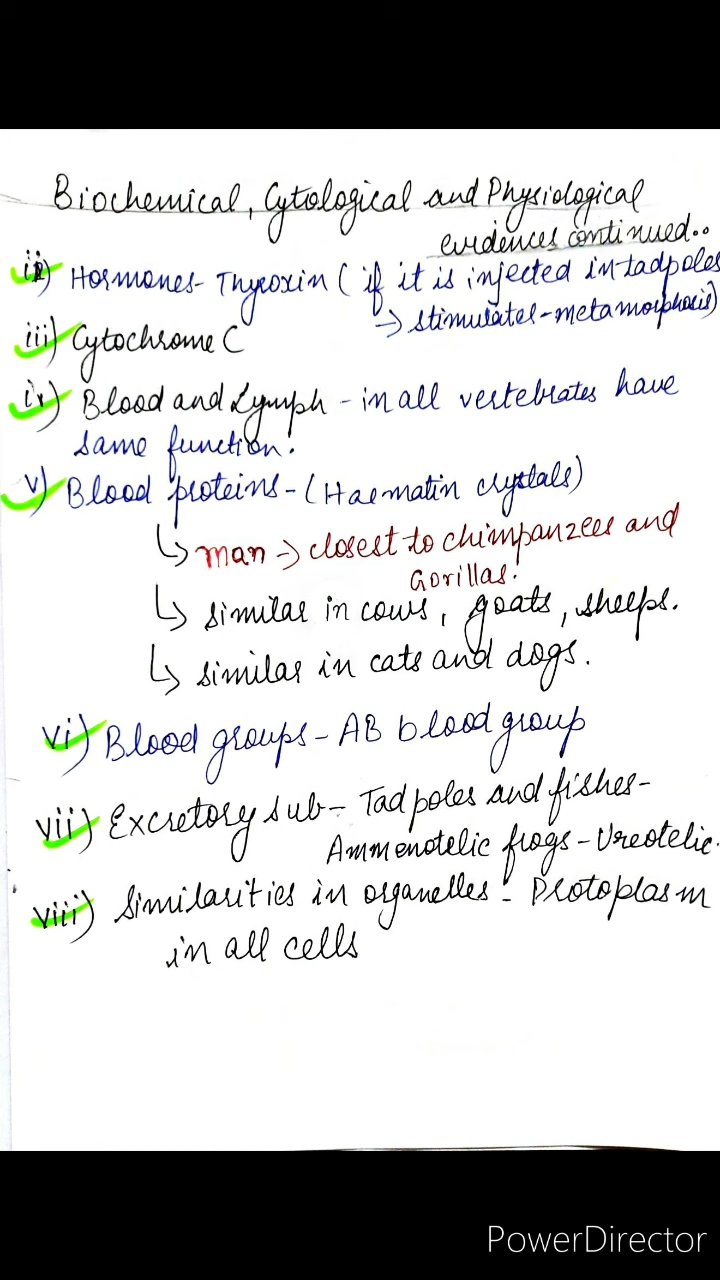 Biochemical, Cytological and Physiological
evidences continued..
ii) Hormones- Thyroxin ( if it is injected in tadpoles
→ stimulates-metamorphosis)
iii) Cytochrome C
iv) Blood and Lymph - in all vertebrates have
same function.
v) Blood proteins - (Haematin crystals)
↳ man → closest to chimpanzees and
Gorillas.
↳ similar in cows, goats, sheeps.
↳ similar in cats and dogs.
vi) Blood groups - AB blood group
vii) Excretory sub - Tadpoles and fishes -
Ammenotelic frogs - Ureotelic.
viii) Similarities in organelles - Protoplasm
in all cells
PowerDirector